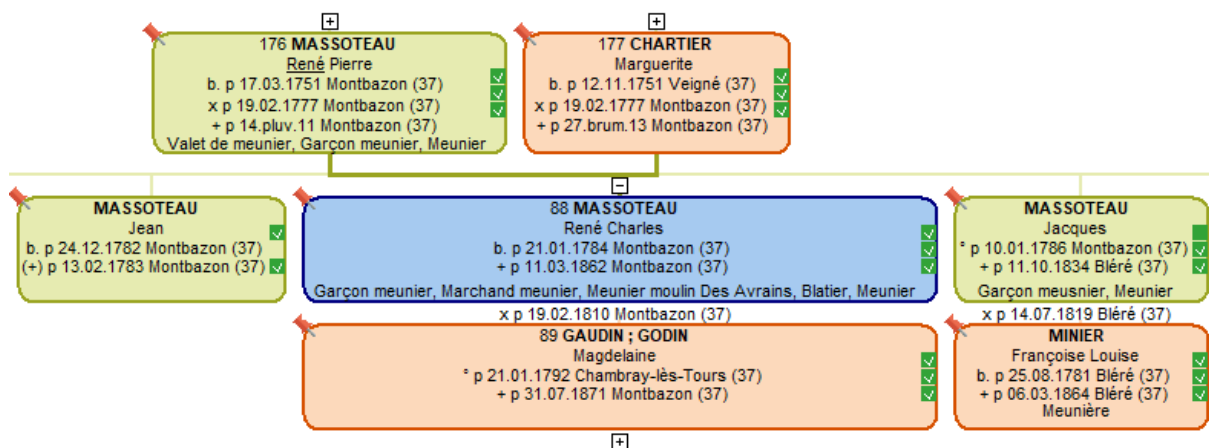 176 MASSOTEAU
René Pierre
b. p 17.03.1751 Montbazon (37)
x p 19.02.1777 Montbazon (37)
+ p 14.pluv.11 Montbazon (37)
Valet de meunier, Garçon meunier, Meunier
177 CHARTIER
Marguerite
b. p 12.11.1751 Veigné (37)
x p 19.02.1777 Montbazon (37)
+ p 27.brum.13 Montbazon (37)
MASSOTEAU
Jean
b. p 24.12.1782 Montbazon (37)
(+) p 13.02.1783 Montbazon (37)
88 MASSOTEAU
René Charles
b. p 21.01.1784 Montbazon (37)
+ p 11.03.1862 Montbazon (37)
Garçon meunier, Marchand meunier, Meunier moulin Des Avrains, Blatier, Meunier
x p 19.02.1810 Montbazon (37)
89 GAUDIN ; GODIN
Magdelaine
° p 21.01.1792 Chambray-lès-Tours (37)
+ p 31.07.1871 Montbazon (37)
MASSOTEAU
Jacques
° p 10.01.1786 Montbazon (37)
+ p 11.10.1834 Bléré (37)
Garçon meusnier, Meunier
x p 14.07.1819 Bléré (37)
MINIER
Françoise Louise
b. p 25.08.1781 Bléré (37)
+ p 06.03.1864 Bléré (37)
Meunière